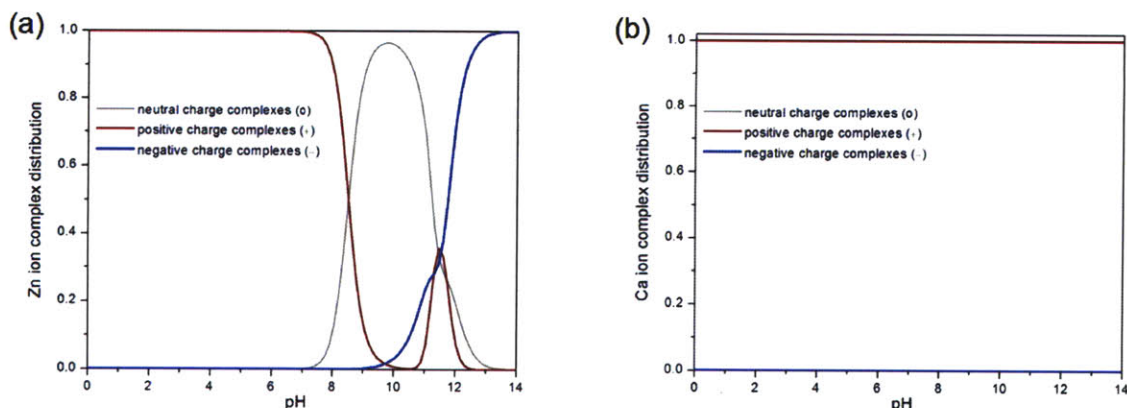 (a)
1.0
0.8
0.6
0.4
0.2
0.0
Zn ion complex distribution
neutral charge complexes (o)
positive charge complexes (+)
negative charge complexes (-)
0 2 4 6 8 10 12 14
pH
(b)
1.0
0.8
0.6
0.4
0.2
0.0
Ca ion complex distribution
neutral charge complexes (o)
positive charge complexes (+)
negative charge complexes (-)
0 2 4 6 8 10 12 14
pH